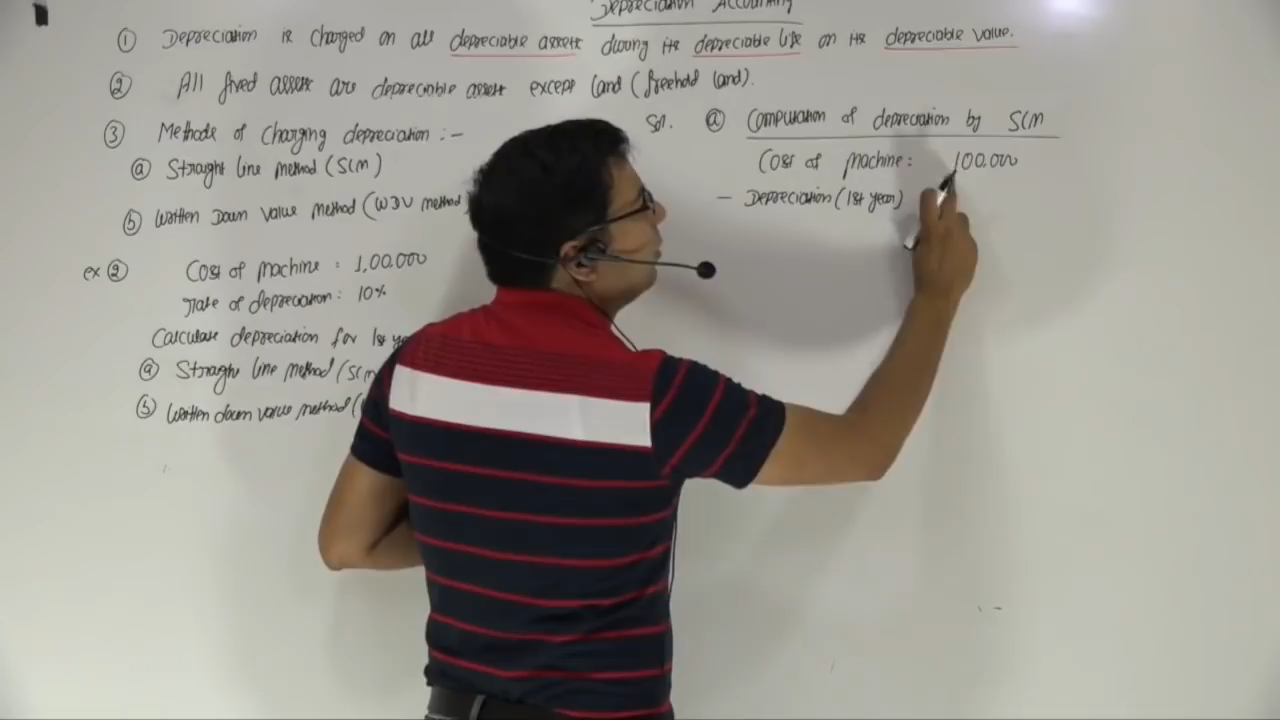 Depreciation Accounting
① Depreciation is charged on all depreciable assets during its depreciable life on its depreciable value.
② All fixed assets are depreciable assets except land (freehold land).
③ Methods of charging depreciation :-
ⓐ Straight line method (SLM)
ⓑ Written Down Value Method (WDV method
ex ②
Cost of machine : 1,00,000
rate of depreciation : 10%
Calculate depreciation for 1st ye
ⓐ Straight line method (SLM
ⓑ Written down value method (
Sol. ⓐ Computation of depreciation by SLM
Cost of machine : 100,000
- Depreciation (1st year)